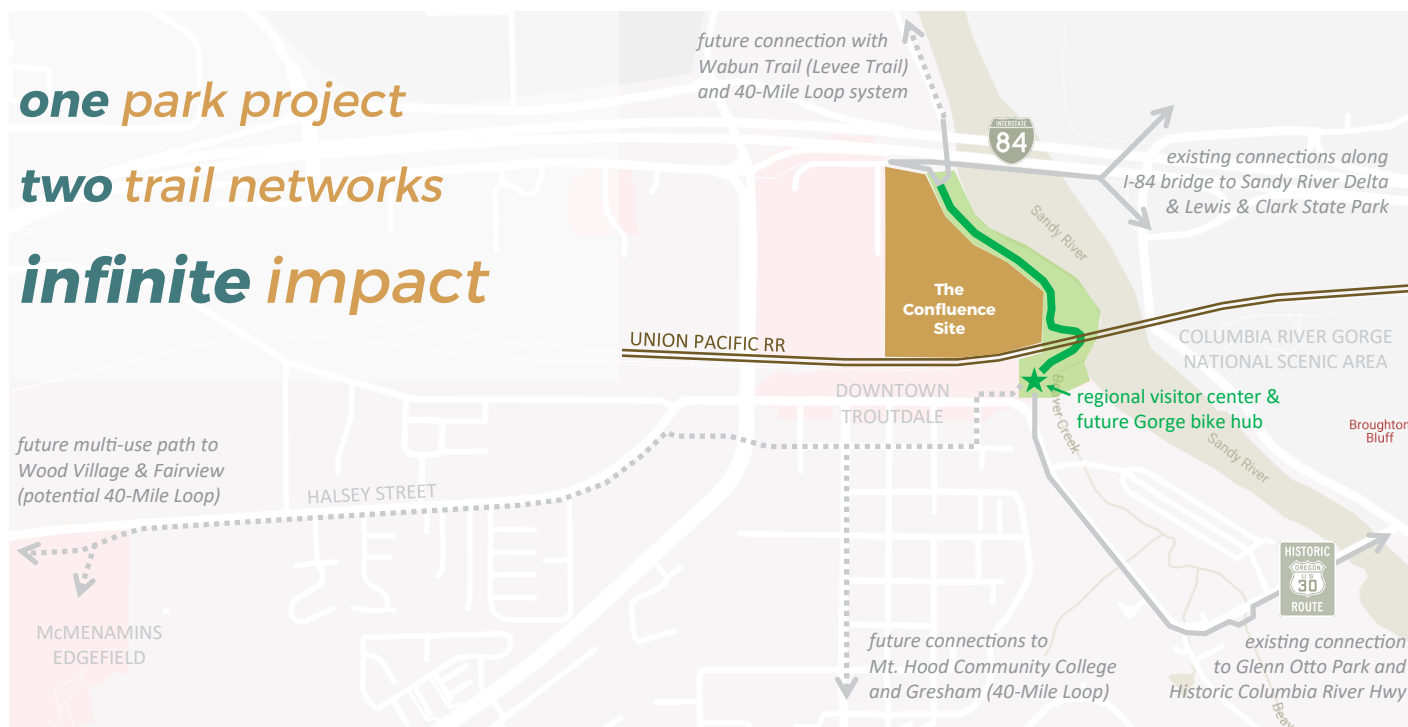 one park project
two trail networks
infinite impact
future connection with
Wabun Trail (Levee Trail)
and 40-Mile Loop system
INTERSTATE
84
existing connections along
I-84 bridge to Sandy River Delta
& Lewis & Clark State Park
Sandy River
The
Confluence
Site
UNION PACIFIC RR
COLUMBIA RIVER GORGE
NATIONAL SCENIC AREA
DOWNTOWN
TROUTDALE
Beaver Creek
regional visitor center &
future Gorge bike hub
Broughton
Bluff
Sandy River
future multi-use path to
Wood Village & Fairview
(potential 40-Mile Loop)
HALSEY STREET
HISTORIC
OREGON
US
30
ROUTE
McMENAMINS
EDGEFIELD
future connections to
Mt. Hood Community College
and Gresham (40-Mile Loop)
existing connection
to Glenn Otto Park and
Historic Columbia River Hwy